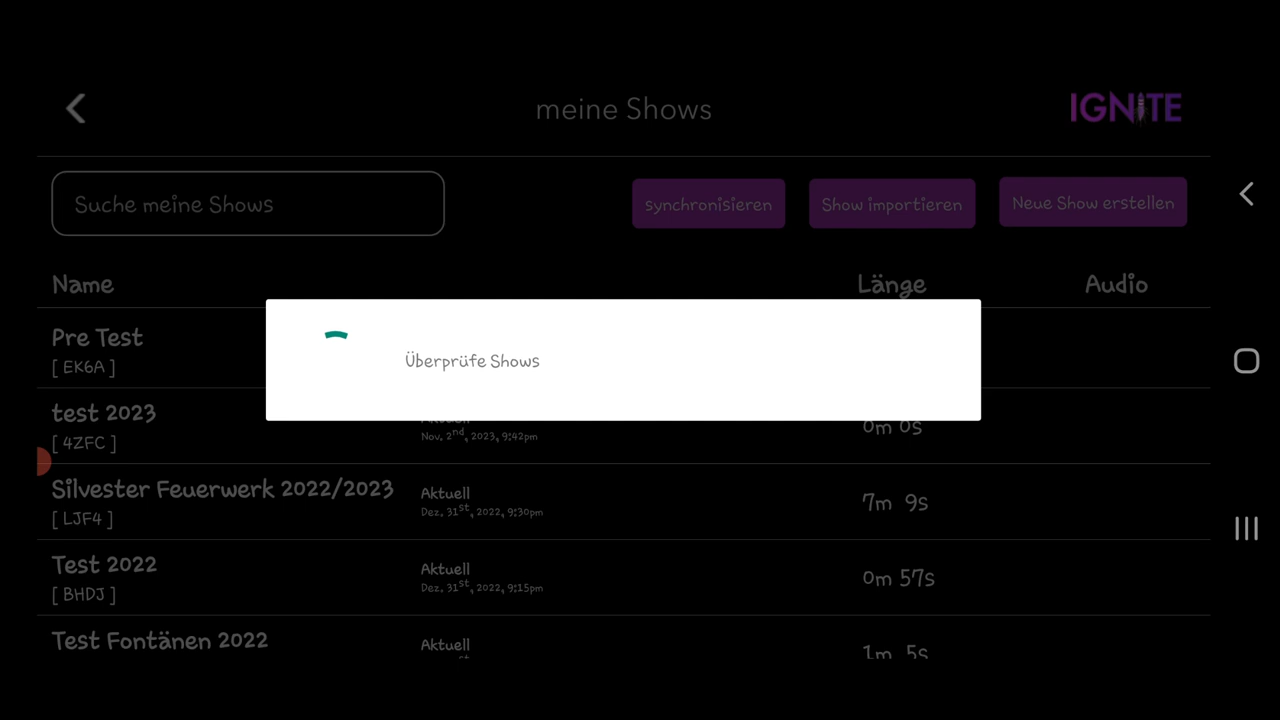 meine Shows
IGNITE
Suche meine Shows
synchronisieren
Show importieren
Neue Show erstellen
Name
Länge
Audio
Pre Test
[ EK6A ]
Überprüfe Shows
test 2023
[ 4ZFC ]
Aktuell
Nov. 2nd, 2023, 9:42pm
0m 0s
Silvester Feuerwerk 2022/2023
[ LJF4 ]
Aktuell
Dez. 31st, 2022, 9:30pm
7m 9s
Test 2022
[ BHDJ ]
Aktuell
Dez. 31st, 2022, 9:15pm
0m 57s
Test Fontänen 2022
Aktuell
1m 5s